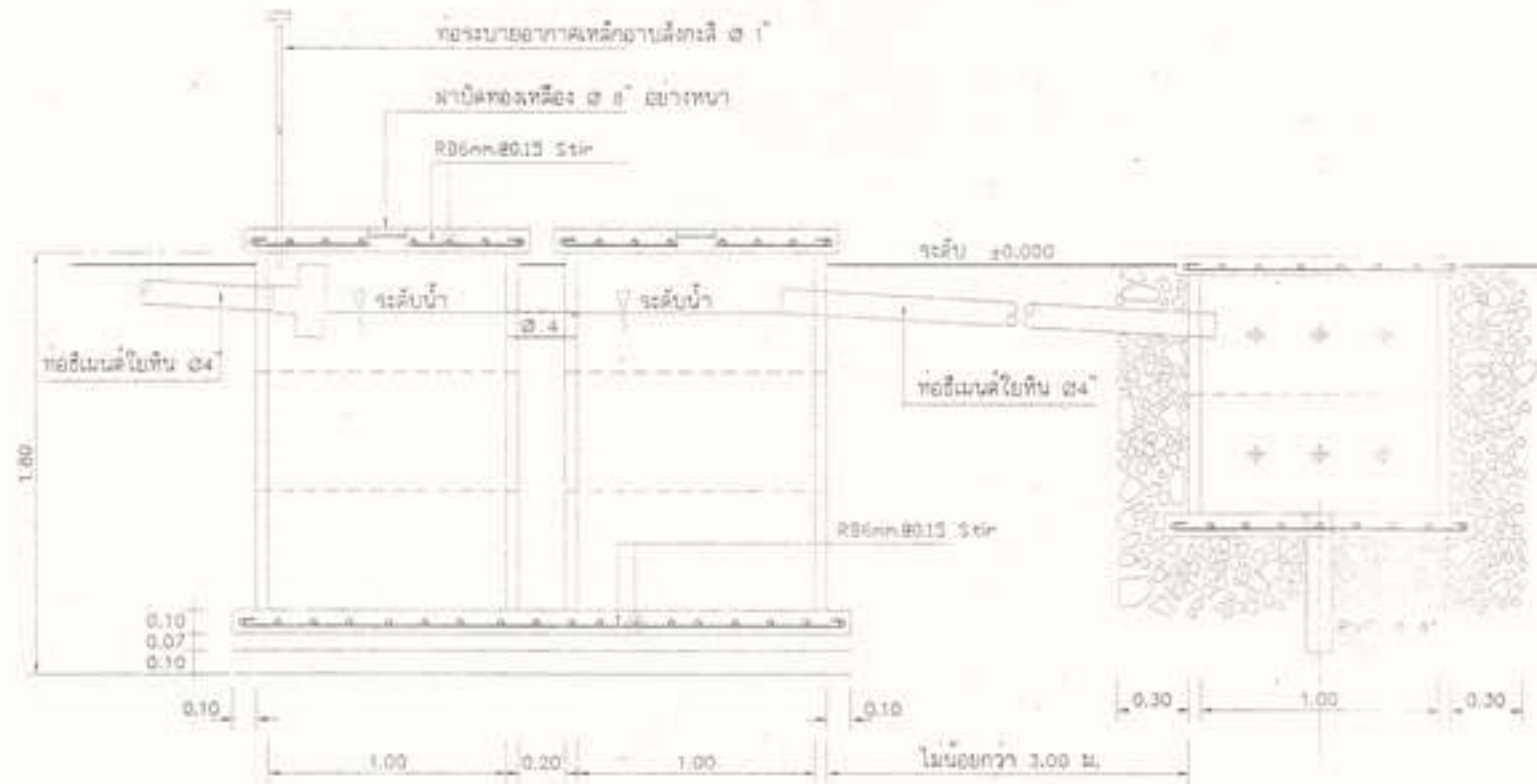 ท่อระบายอากาศเหล็กอาบสังกะสี Ø 1"
ฝาปิดทองเหลือง Ø 8" อย่างหนา
RB6mm@0.15 Stir
ระดับ ±0.000
ระดับน้ำ
ระดับน้ำ
Ø 4
ท่อซีเมนต์ใยหิน Ø4"
ท่อซีเมนต์ใยหิน Ø4"
1.80
RB6mm@0.15 Stir
0.10
0.07
0.10
0.10
0.10
0.30
1.00
0.30
1.00
0.20
1.00
ไม่น้อยกว่า 3.00 ม.